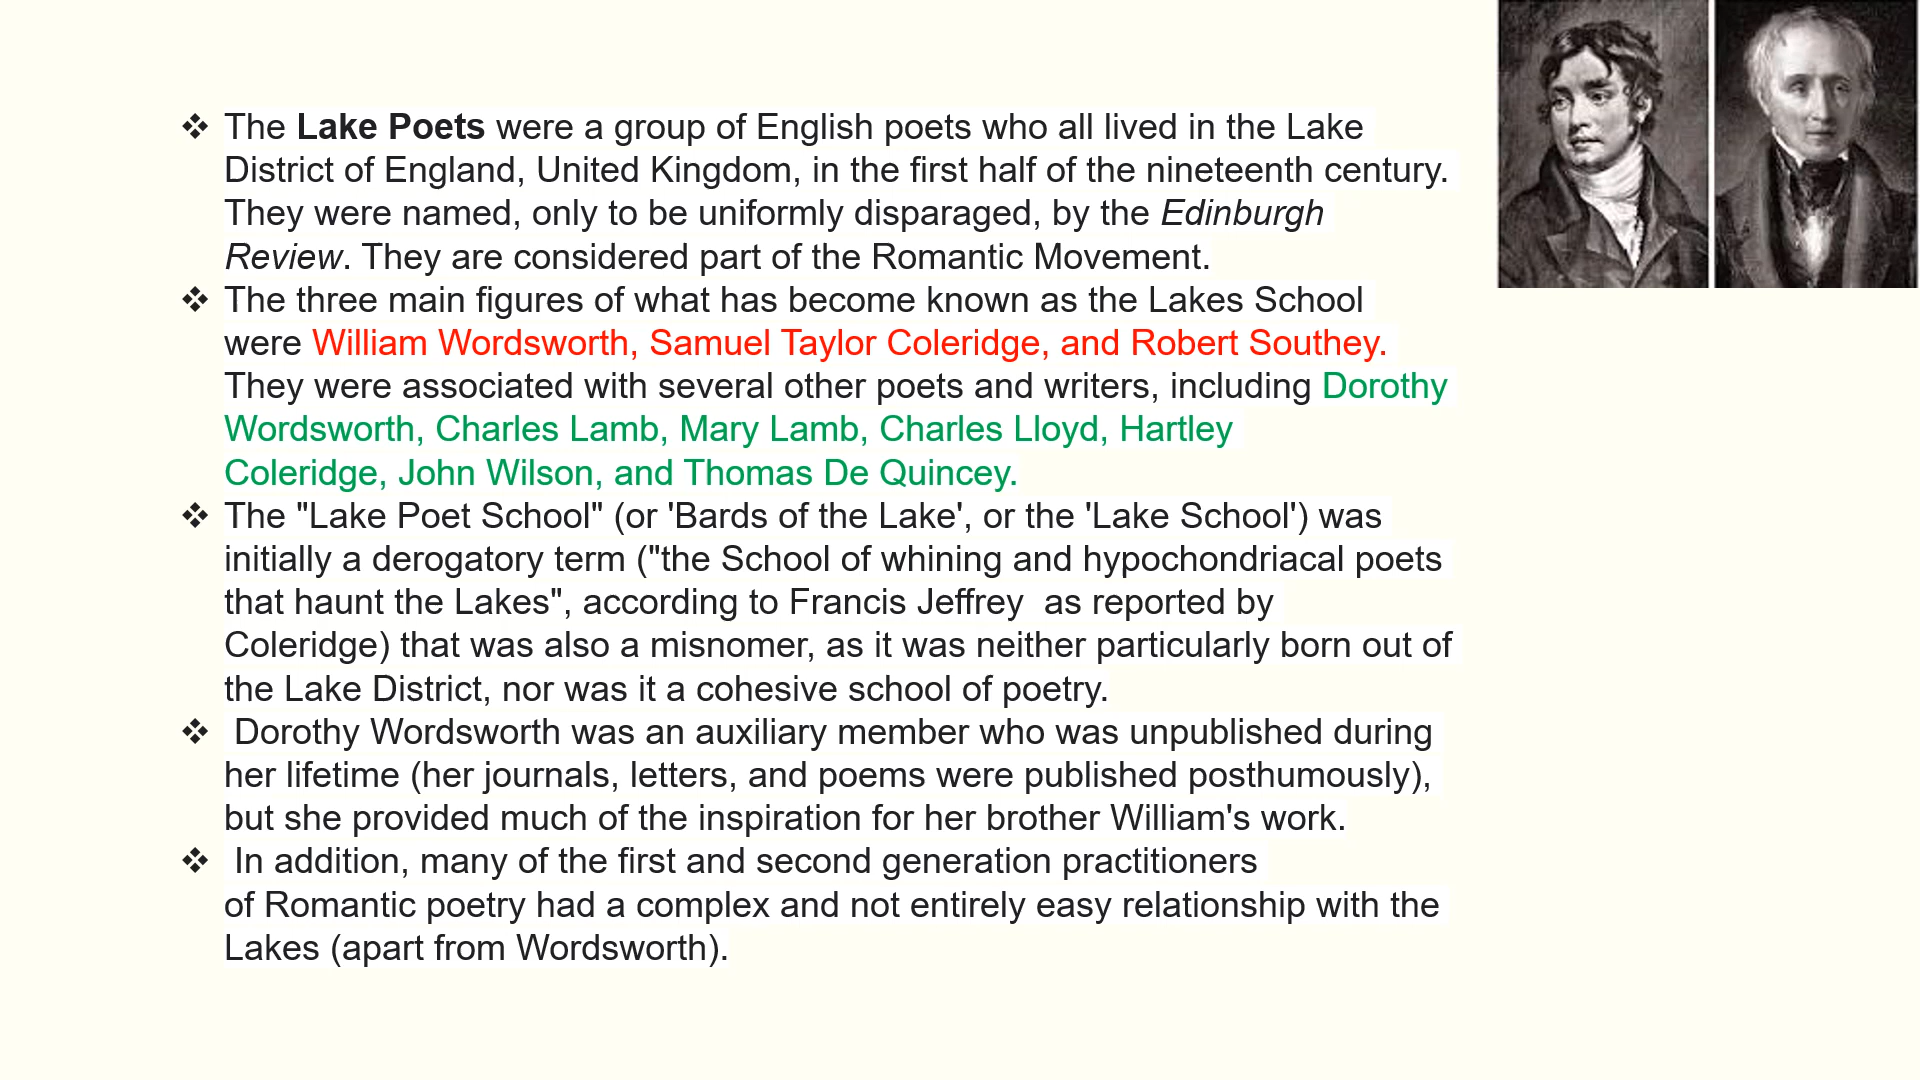 ❖ The Lake Poets were a group of English poets who all lived in the Lake
District of England, United Kingdom, in the first half of the nineteenth century.
They were named, only to be uniformly disparaged, by the Edinburgh
Review. They are considered part of the Romantic Movement.
❖ The three main figures of what has become known as the Lakes School
were William Wordsworth, Samuel Taylor Coleridge, and Robert Southey.
They were associated with several other poets and writers, including Dorothy
Wordsworth, Charles Lamb, Mary Lamb, Charles Lloyd, Hartley
Coleridge, John Wilson, and Thomas De Quincey.
❖ The "Lake Poet School" (or 'Bards of the Lake', or the 'Lake School') was
initially a derogatory term ("the School of whining and hypochondriacal poets
that haunt the Lakes", according to Francis Jeffrey  as reported by
Coleridge) that was also a misnomer, as it was neither particularly born out of
the Lake District, nor was it a cohesive school of poetry.
❖ Dorothy Wordsworth was an auxiliary member who was unpublished during
her lifetime (her journals, letters, and poems were published posthumously),
but she provided much of the inspiration for her brother William's work.
❖ In addition, many of the first and second generation practitioners
of Romantic poetry had a complex and not entirely easy relationship with the
Lakes (apart from Wordsworth).